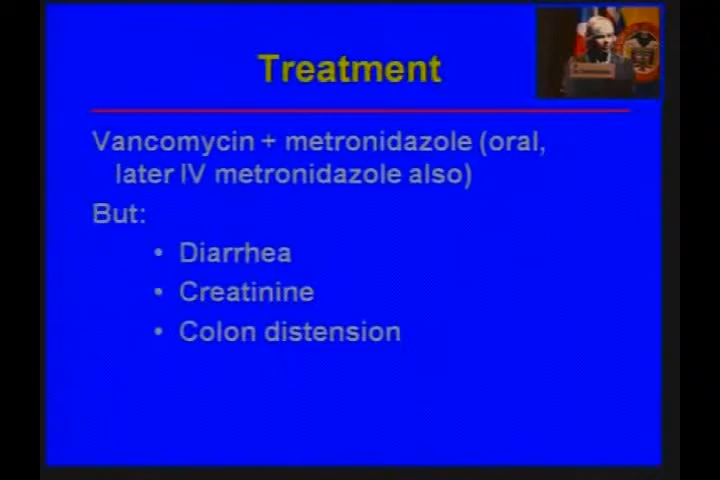 Treatment
Vancomycin + metronidazole (oral,
later IV metronidazole also)
But:
• Diarrhea
• Creatinine
• Colon distension